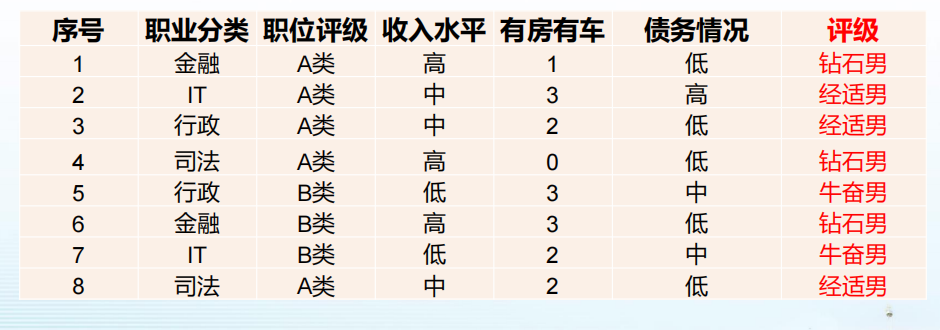 序号 职业分类 职位评级 收入水平 有房有车 债务情况 评级
1 金融 A类 高 1 低 钻石男
2 IT A类 中 3 高 经适男
3 行政 A类 中 2 低 经适男
4 司法 A类 高 0 低 钻石男
5 行政 B类 低 3 中 牛奋男
6 金融 B类 高 3 低 钻石男
7 IT B类 低 2 中 牛奋男
8 司法 A类 中 2 低 经适男